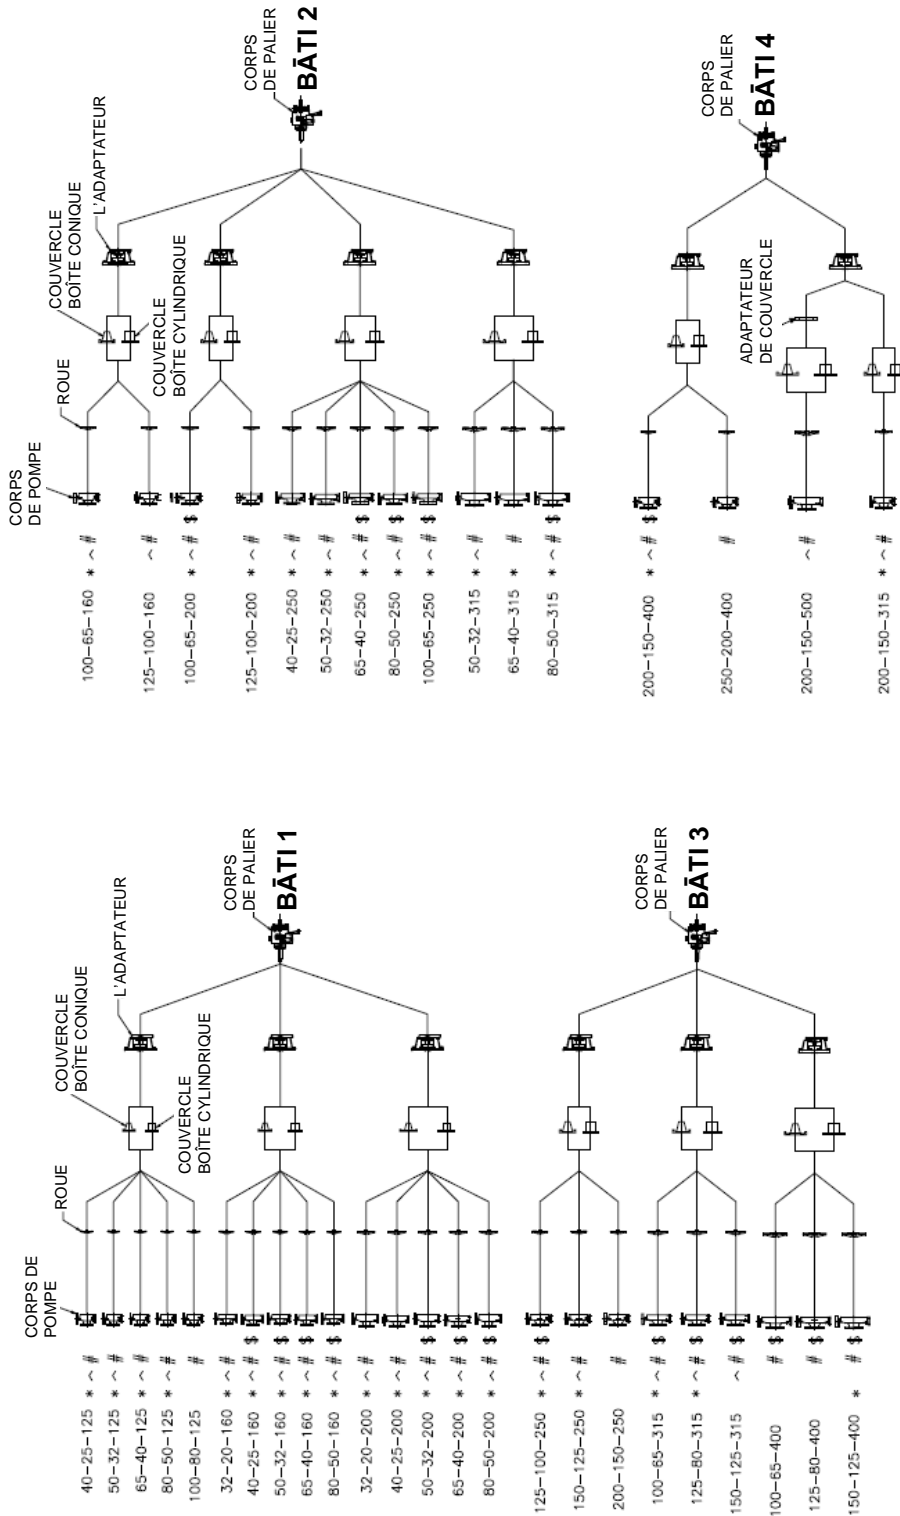 CORPS
DE POMPE
ROUE
COUVERCLE
BOÎTE CONIQUE
L'ADAPTATEUR
COUVERCLE
BOÎTE CYLINDRIQUE
CORPS
DE PALIER
BĀTI 2
100-65-160 * ^ #
125-100-160 ^ #
100-65-200 * ^ # $
125-100-200 * ^ #
40-25-250 * ^ #
50-32-250 * ^ #
65-40-250 * ^ # $
80-50-250 * ^ # $
100-65-250 * ^ # $
50-32-315 * ^ #
65-40-315 * #
80-50-315 * ^ # $
CORPS
DE PALIER
BĀTI 4
ADAPTATEUR
DE COUVERCLE
200-150-400 * ^ # $
250-200-400 #
200-150-500 ^ #
200-150-315 * ^ #
CORPS DE
POMPE
ROUE
COUVERCLE
BOÎTE CONIQUE
L'ADAPTATEUR
COUVERCLE
BOÎTE CYLINDRIQUE
CORPS
DE PALIER
BĀTI 1
40-25-125 * ^ #
50-32-125 * ^ #
65-40-125 * ^ #
80-50-125 * ^ #
100-80-125 #
32-20-160 * ^ #
40-25-160 * ^ # $
50-32-160 * ^ # $
65-40-160 * ^ # $
80-50-160 * ^ # $
32-20-200 * ^ #
40-25-200 * ^ #
50-32-200 * ^ # $
65-40-200 * ^ # $
80-50-200 * ^ # $
CORPS
DE PALIER
BĀTI 3
125-100-250 * ^ # $
150-125-250 * ^ # $
200-150-250 #
100-65-315 * ^ # $
125-80-315 * ^ # $
150-125-315 ^ # $
100-65-400 # $
125-80-400 # $
150-125-400 * # $